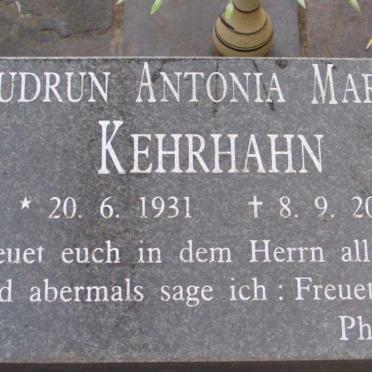 UDRUN ANTONIA MAR
KEHRHAHN
* 20. 6. 1931 † 8. 9. 20
euet euch in dem Herrn all
d abermals sage ich : Freuet
Ph